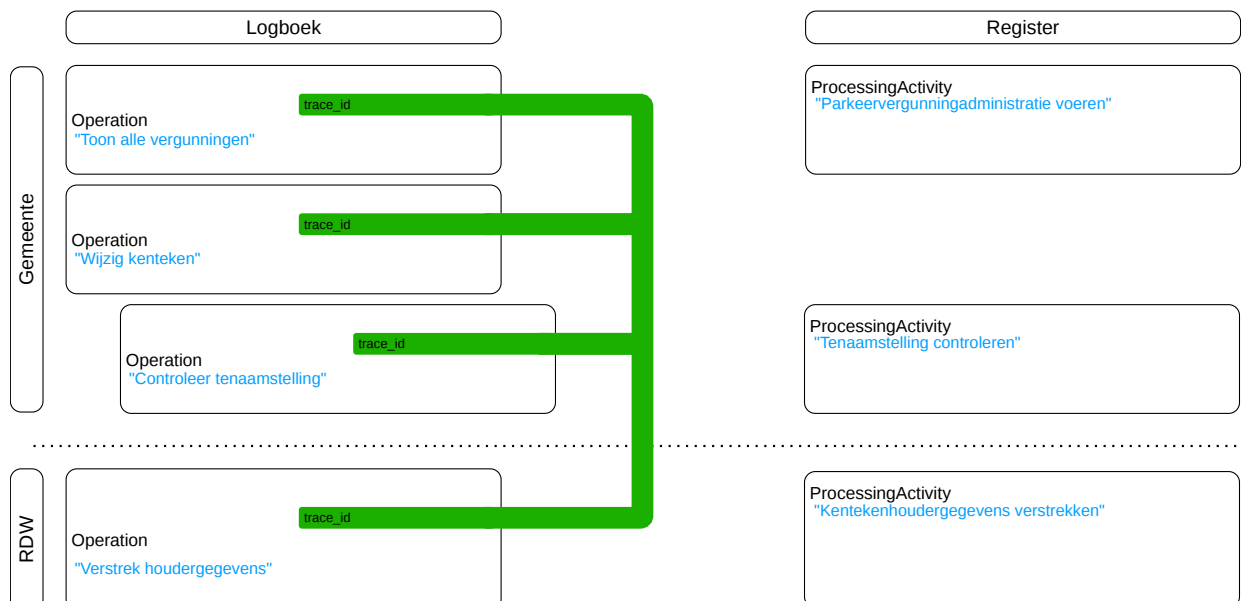 Logboek
Register
Gemeente
trace_id
Operation
"Toon alle vergunningen"
ProcessingActivity
"Parkeervergunningadministratie voeren"
trace_id
Operation
"Wijzig kenteken"
trace_id
Operation
"Controleer tenaamstelling"
ProcessingActivity
"Tenaamstelling controleren"
RDW
trace_id
Operation
"Verstrek houdergegevens"
ProcessingActivity
"Kentekenhoudergegevens verstrekken"